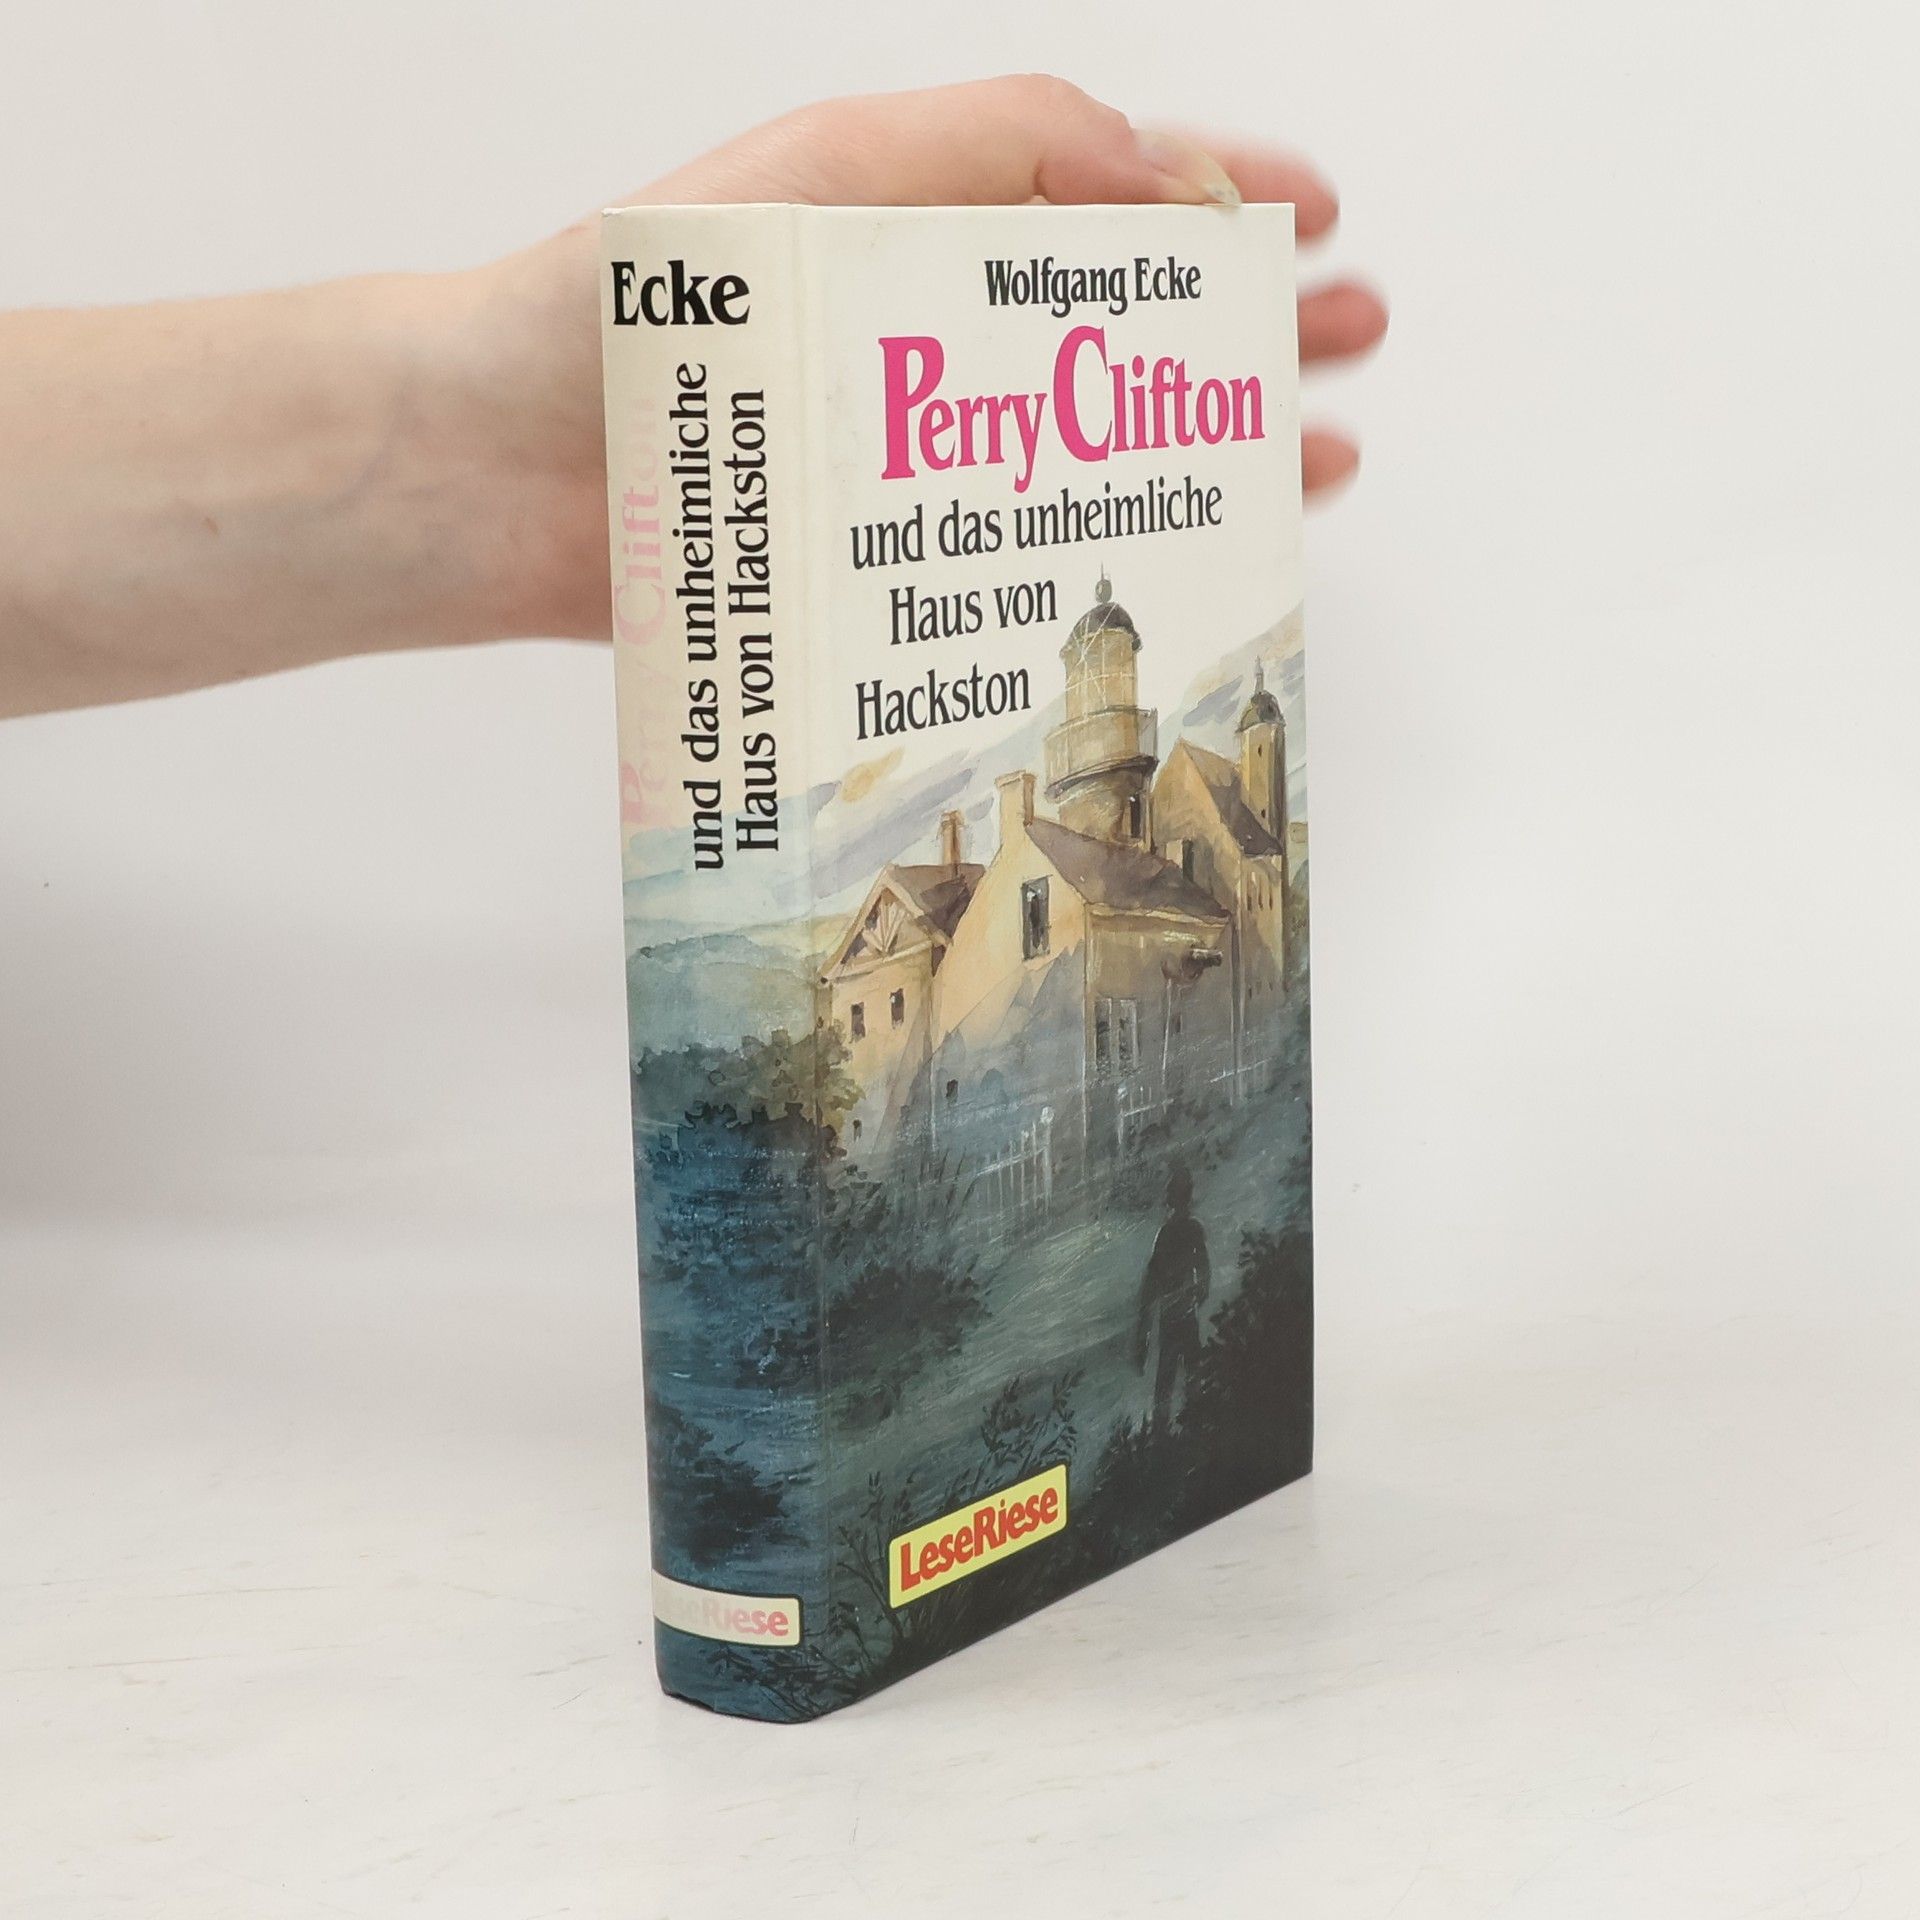 Ecke
Perry Clifton
und das unheimliche
Haus von Hackston
LeseRiese
Wolfgang Ecke
Perry Clifton
und das unheimliche
Haus von
Hackston
LeseRiese